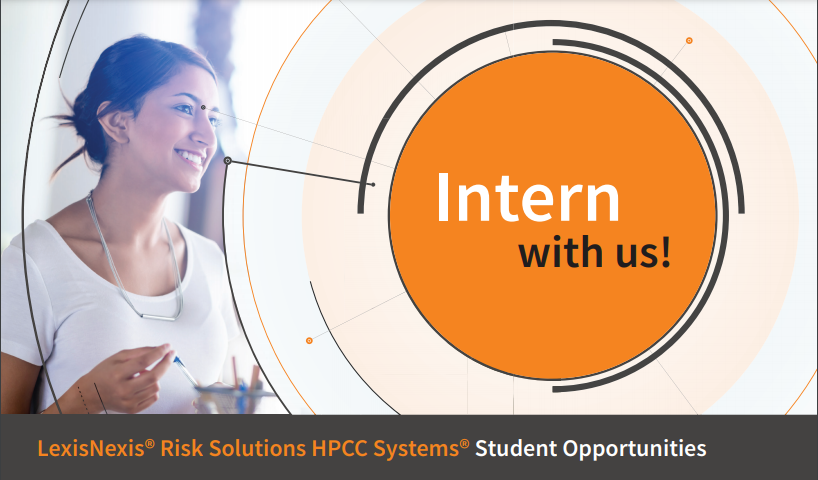 Intern
with us!
LexisNexis® Risk Solutions HPCC Systems® Student Opportunities